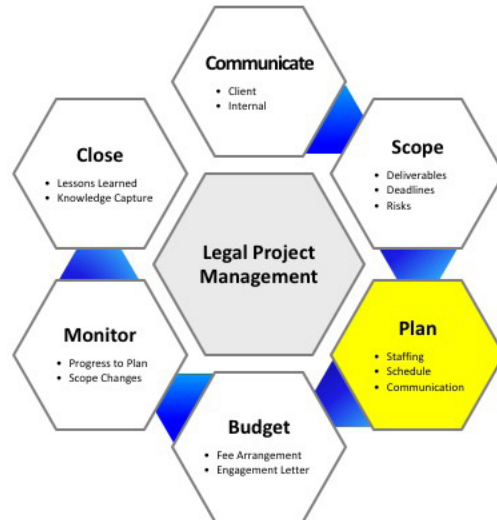 Communicate
• Client
• Internal
Scope
• Deliverables
• Deadlines
• Risks
Plan
• Staffing
• Schedule
• Communication
Budget
• Fee Arrangement
• Engagement Letter
Monitor
• Progress to Plan
• Scope Changes
Close
• Lessons Learned
• Knowledge Capture
Legal Project
Management